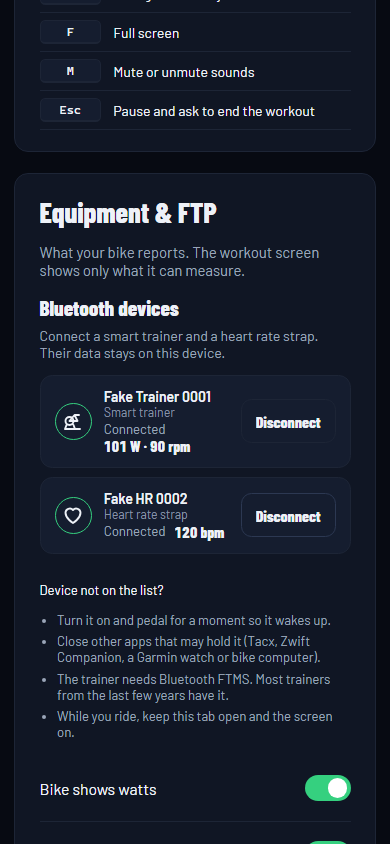 F Full screen
M Mute or unmute sounds
Esc Pause and ask to end the workout
Equipment & FTP
What your bike reports. The workout screen
shows only what it can measure.
Bluetooth devices
Connect a smart trainer and a heart rate strap.
Their data stays on this device.
Fake Trainer 0001
Smart trainer
Connected
101 W · 90 rpm
Disconnect
Fake HR 0002
Heart rate strap
Connected 120 bpm
Disconnect
Device not on the list?
• Turn it on and pedal for a moment so it wakes up.
• Close other apps that may hold it (Tacx, Zwift
Companion, a Garmin watch or bike computer).
• The trainer needs Bluetooth FTMS. Most trainers
from the last few years have it.
• While you ride, keep this tab open and the screen
on.
Bike shows watts